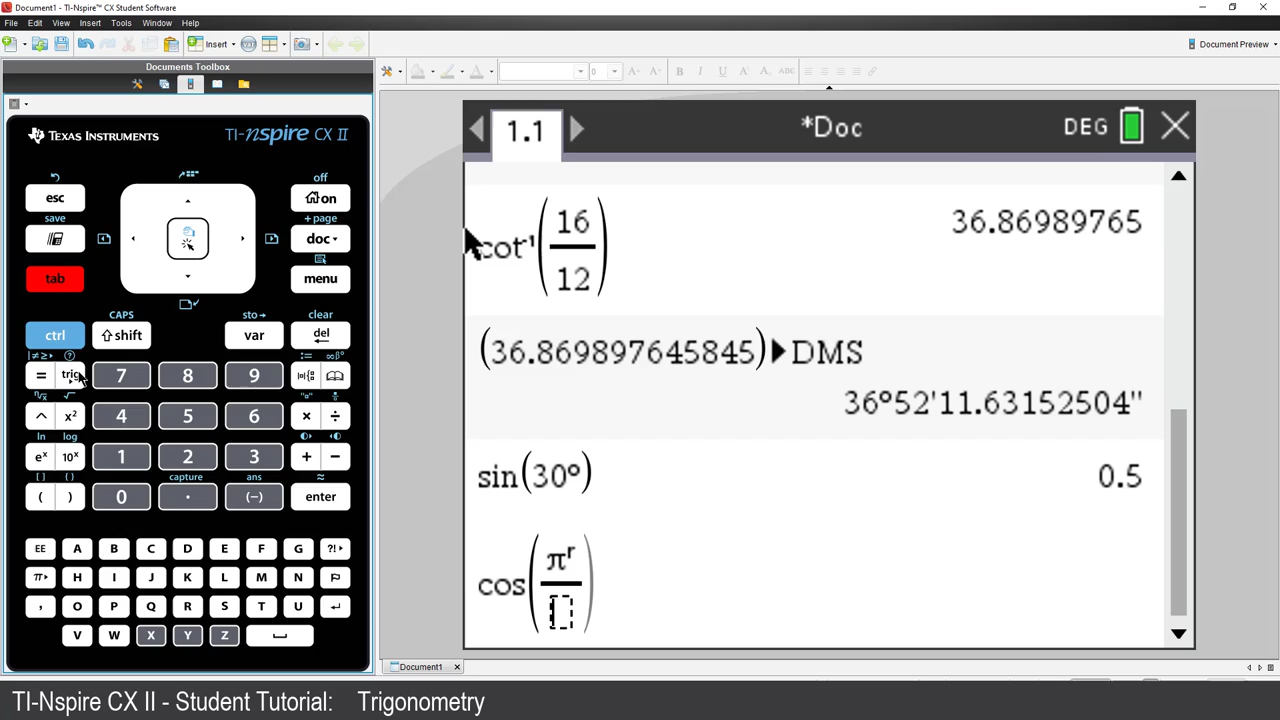 Document1 - TI-Nspire™ CX Student Software
File Edit View Insert Tools Window Help
Insert
Document Preview
Documents Toolbox
0
B I U A A ABC
TEXAS INSTRUMENTS TI-nspire CX II
off
esc
on
save
+ page
doc
tab
menu
CAPS sto→ clear
ctrl shift var del
|≠≥▸ ? := ∞β°
= trig 7 8 9
√
^ x² 4 5 6 × ÷
ln log
eˣ 10ˣ 1 2 3 + −
[ ] { } capture ans ≈
( ) 0 . (−) enter
EE A B C D E F G ?!▸
π▸ H I J K L M N
, O P Q R S T U
V W X Y Z
1.1 *Doc DEG
cot⁻¹(16/12) 36.86989765
(36.869897645845)▸DMS
36°52'11.63152504"
sin(30°) 0.5
cos(πʳ/
Document1
TI-Nspire CX II - Student Tutorial: Trigonometry